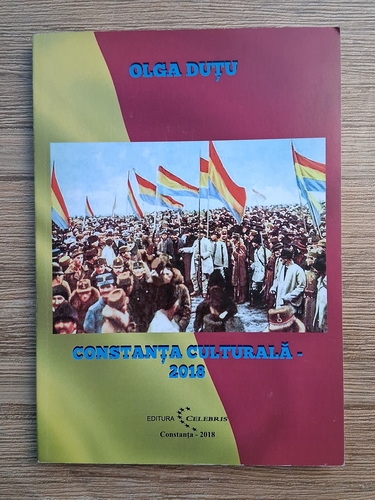 OLGA DUȚU
CONSTANȚA CULTURALĂ -
2018
EDITURA CELEBRIS
Constanța - 2018